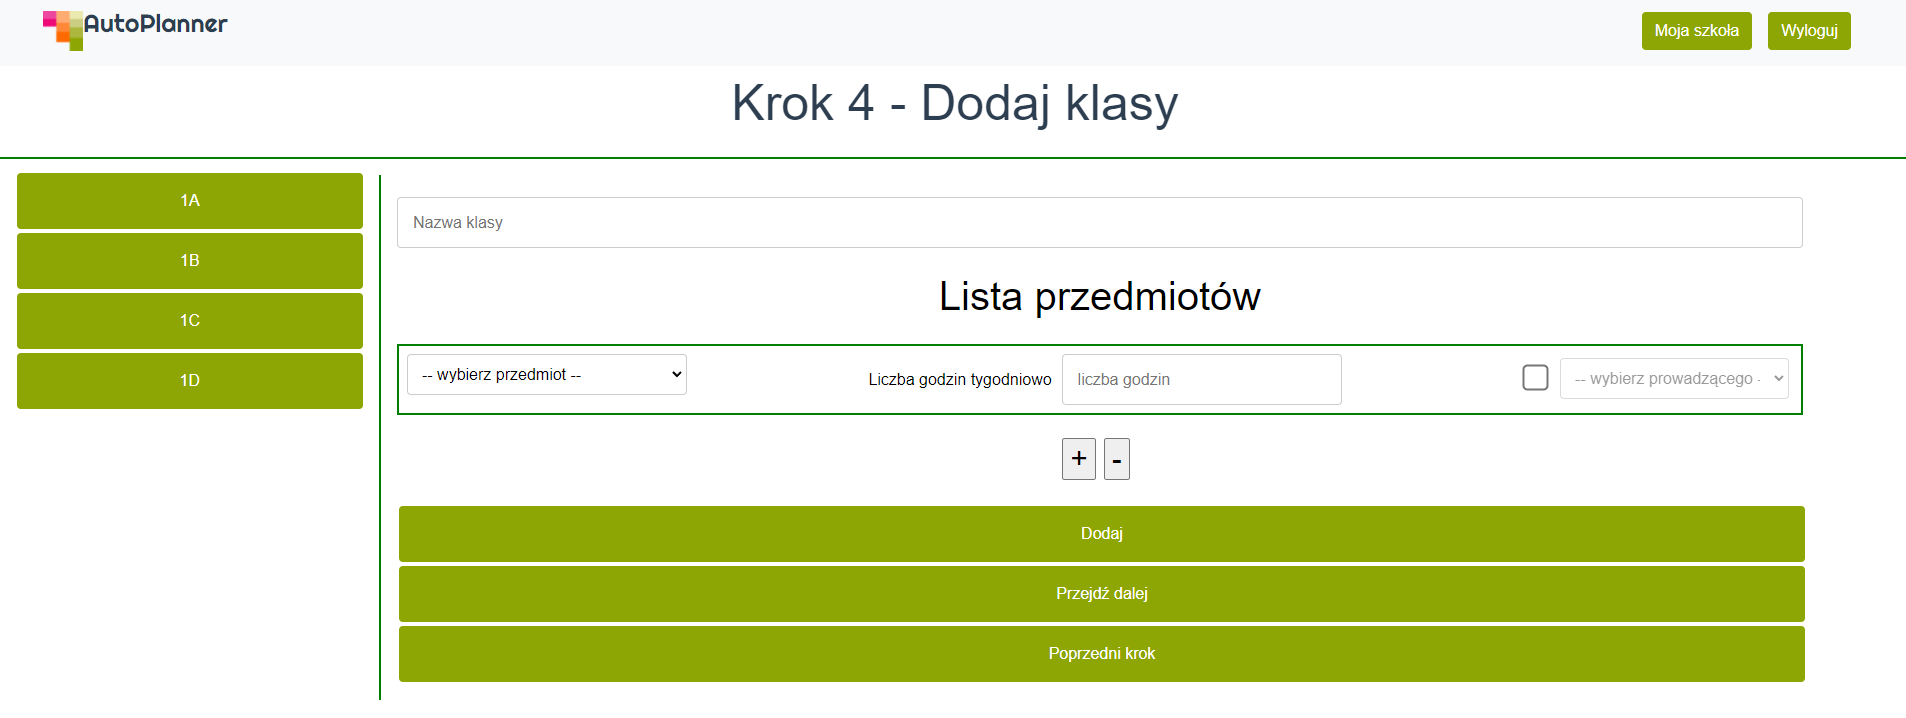 AutoPlanner
Moja szkoła
Wyloguj
Krok 4 - Dodaj klasy
1A
1B
1C
1D
Nazwa klasy
Lista przedmiotów
-- wybierz przedmiot --
Liczba godzin tygodniowo
liczba godzin
-- wybierz prowadzącego -
+
-
Dodaj
Przejdź dalej
Poprzedni krok